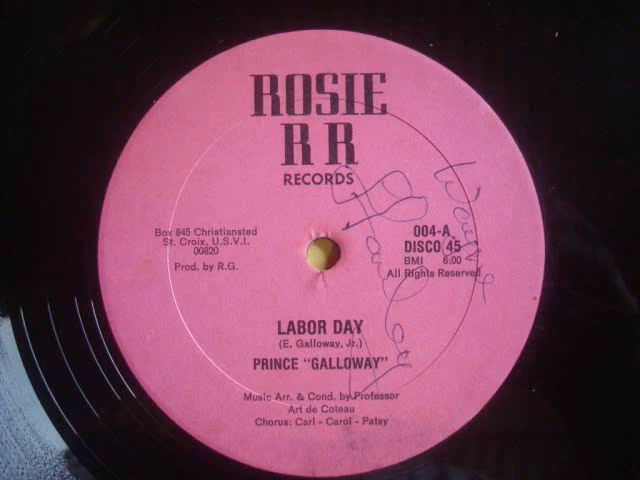 ROSIE
R R
RECORDS
Box 845 Christiansted
St. Croix, U.S.V.I.
00820
Prod. by R.G.
004-A
DISCO 45
BMI 6:00
All Rights Reserved
LABOR DAY
(E. Galloway, Jr.)
PRINCE "GALLOWAY"
Music Arr. & Cond. by Professor
Art de Coteau
Chorus: Carl - Carol - Patsy